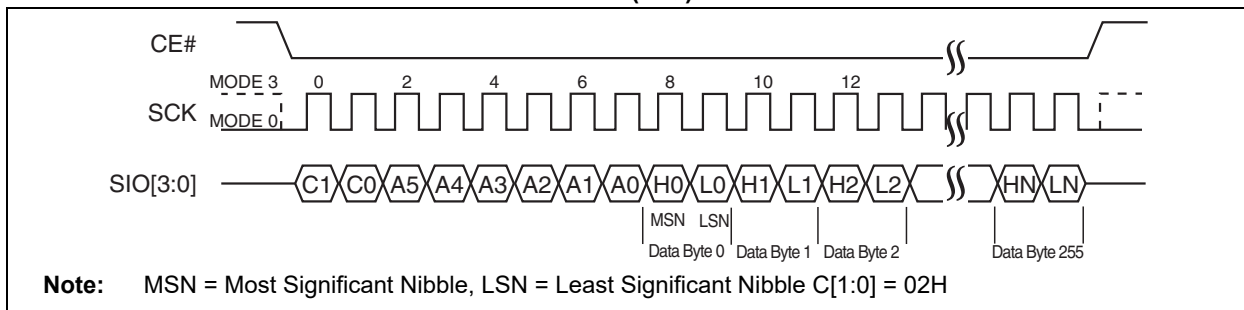 CE#
MODE 3 0 2 4 6 8 10 12
SCK MODE 0
SIO[3:0] C1 C0 A5 A4 A3 A2 A1 A0 H0 L0 H1 L1 H2 L2 HN LN
MSN LSN
Data Byte 0 Data Byte 1 Data Byte 2 Data Byte 255
Note: MSN = Most Significant Nibble, LSN = Least Significant Nibble C[1:0] = 02H